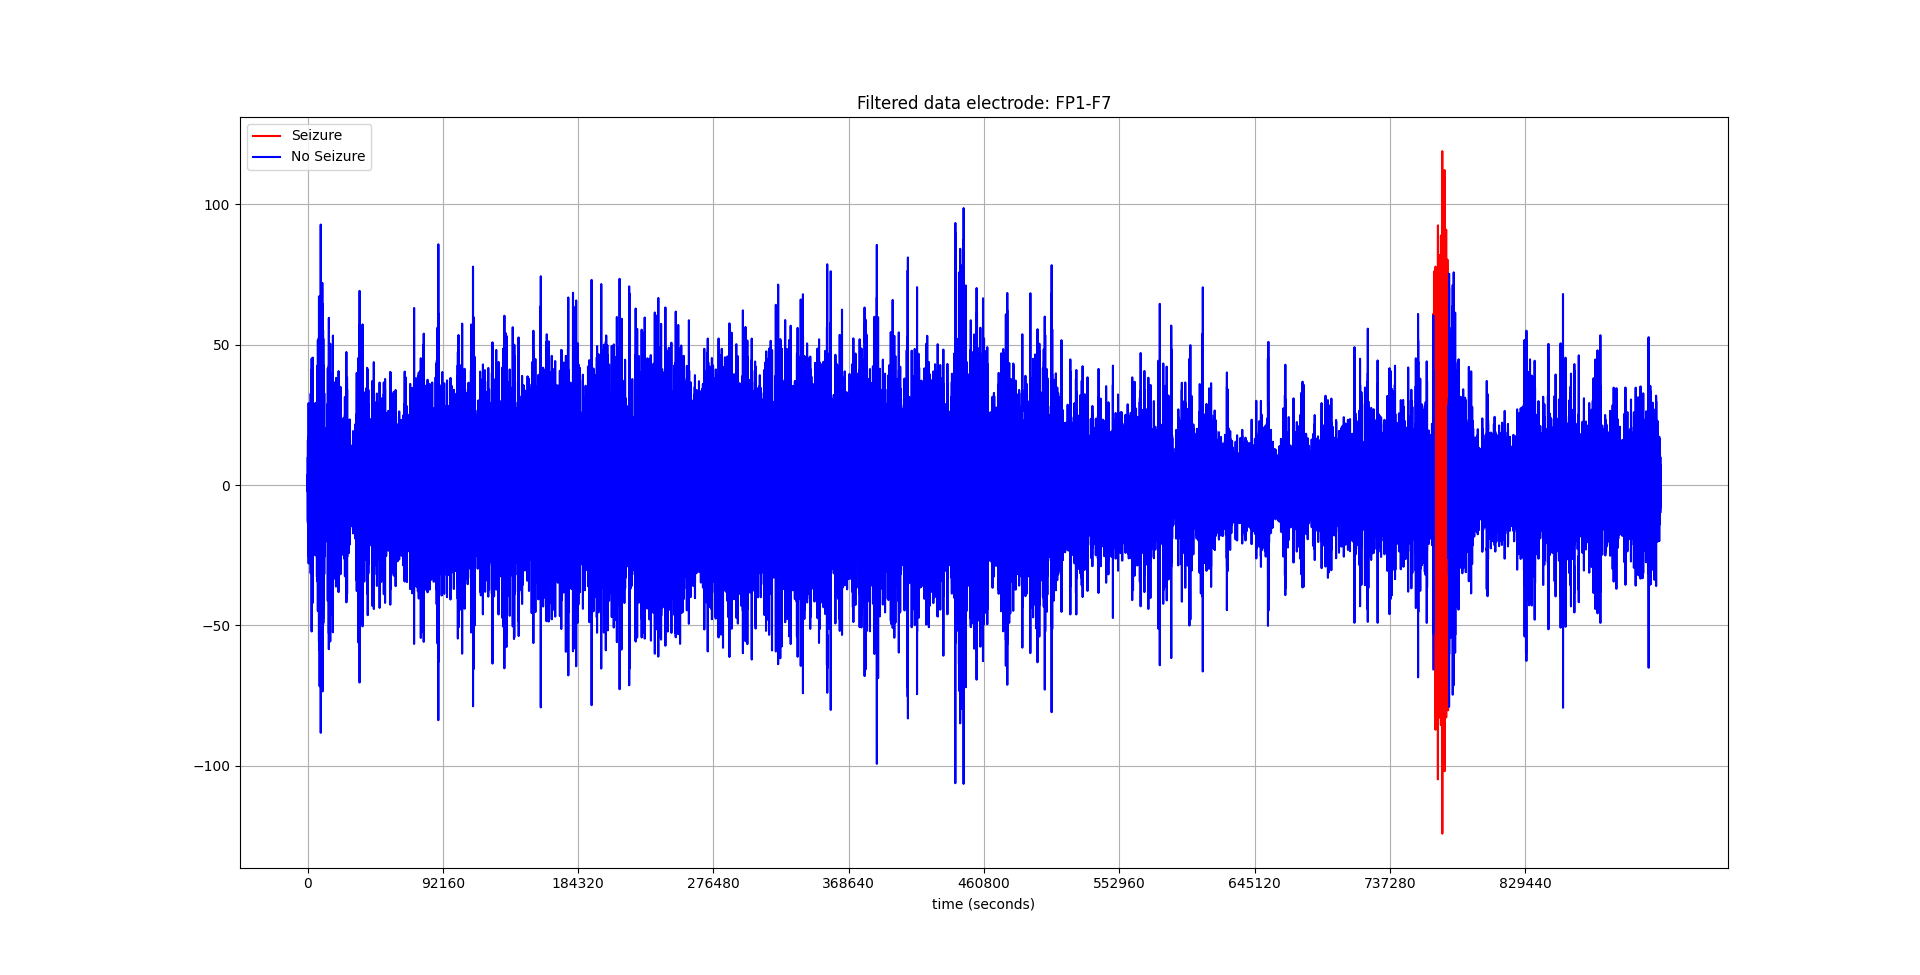 Filtered data electrode: FP1-F7
Seizure
No Seizure
100
50
0
−50
−100
0 92160 184320 276480 368640 460800 552960 645120 737280 829440
time (seconds)